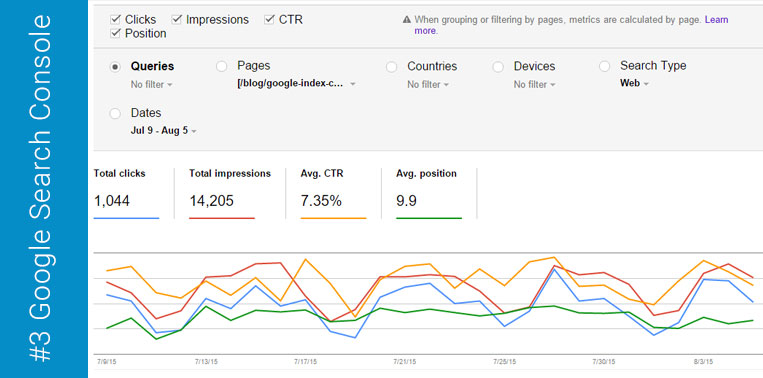 #3 Google Search Console
Clicks Impressions CTR
Position
When grouping or filtering by pages, metrics are calculated by page. Learn
more.
Queries Pages Countries Devices Search Type
No filter [/blog/google-index-c... No filter No filter Web
Dates
Jul 9 - Aug 5
Total clicks Total impressions Avg. CTR Avg. position
1,044 14,205 7.35% 9.9
7/9/15 7/13/15 7/17/15 7/21/15 7/25/15 7/30/15 8/3/15